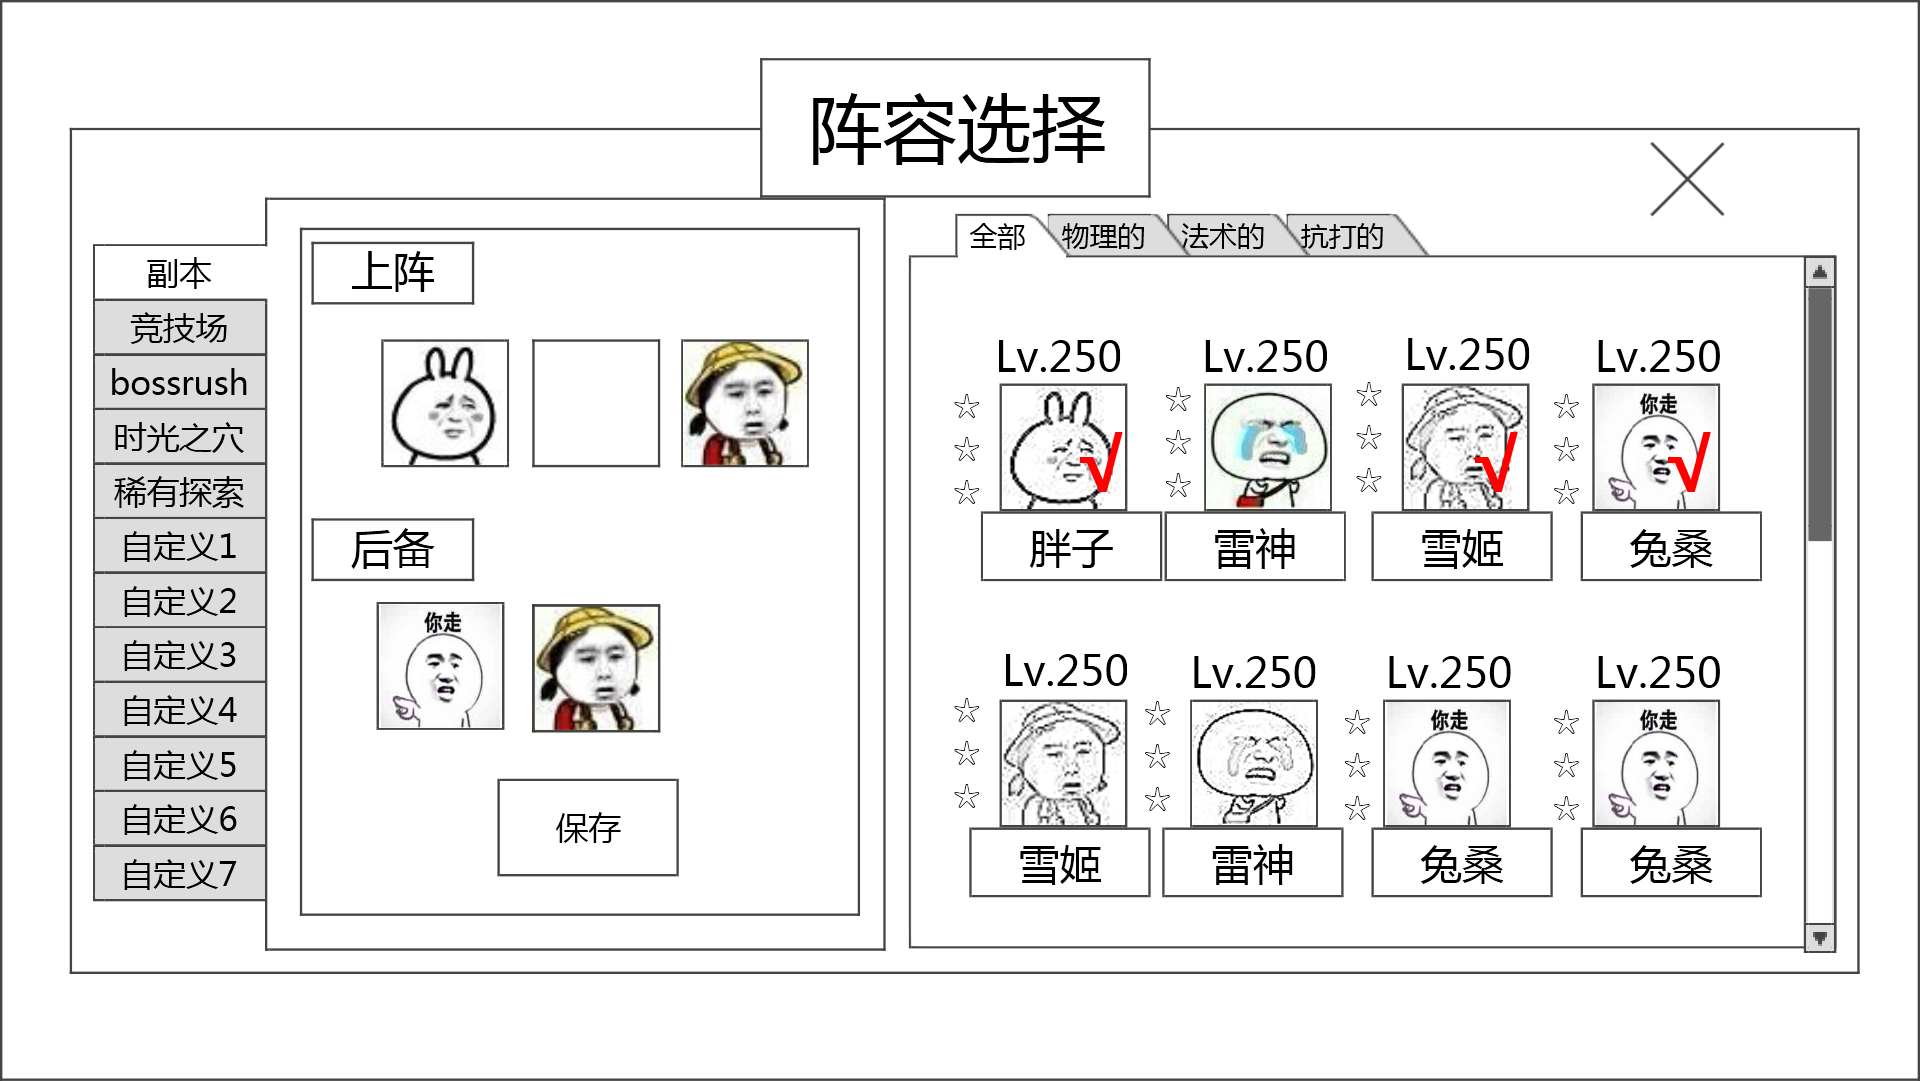 阵容选择
副本
竞技场
bossrush
时光之穴
稀有探索
自定义1
自定义2
自定义3
自定义4
自定义5
自定义6
自定义7
上阵
后备
你走
保存
全部 物理的 法术的 抗打的
Lv.250 Lv.250 Lv.250 Lv.250
☆ ☆ ☆ ☆
你走
√ √ √
☆ ☆ ☆ ☆
☆ ☆ ☆ ☆
胖子 雷神 雪姬 兔桑
Lv.250 Lv.250 Lv.250 Lv.250
☆ ☆ ☆ ☆
你走 你走
☆ ☆ ☆ ☆
☆ ☆ ☆ ☆
雪姬 雷神 兔桑 兔桑